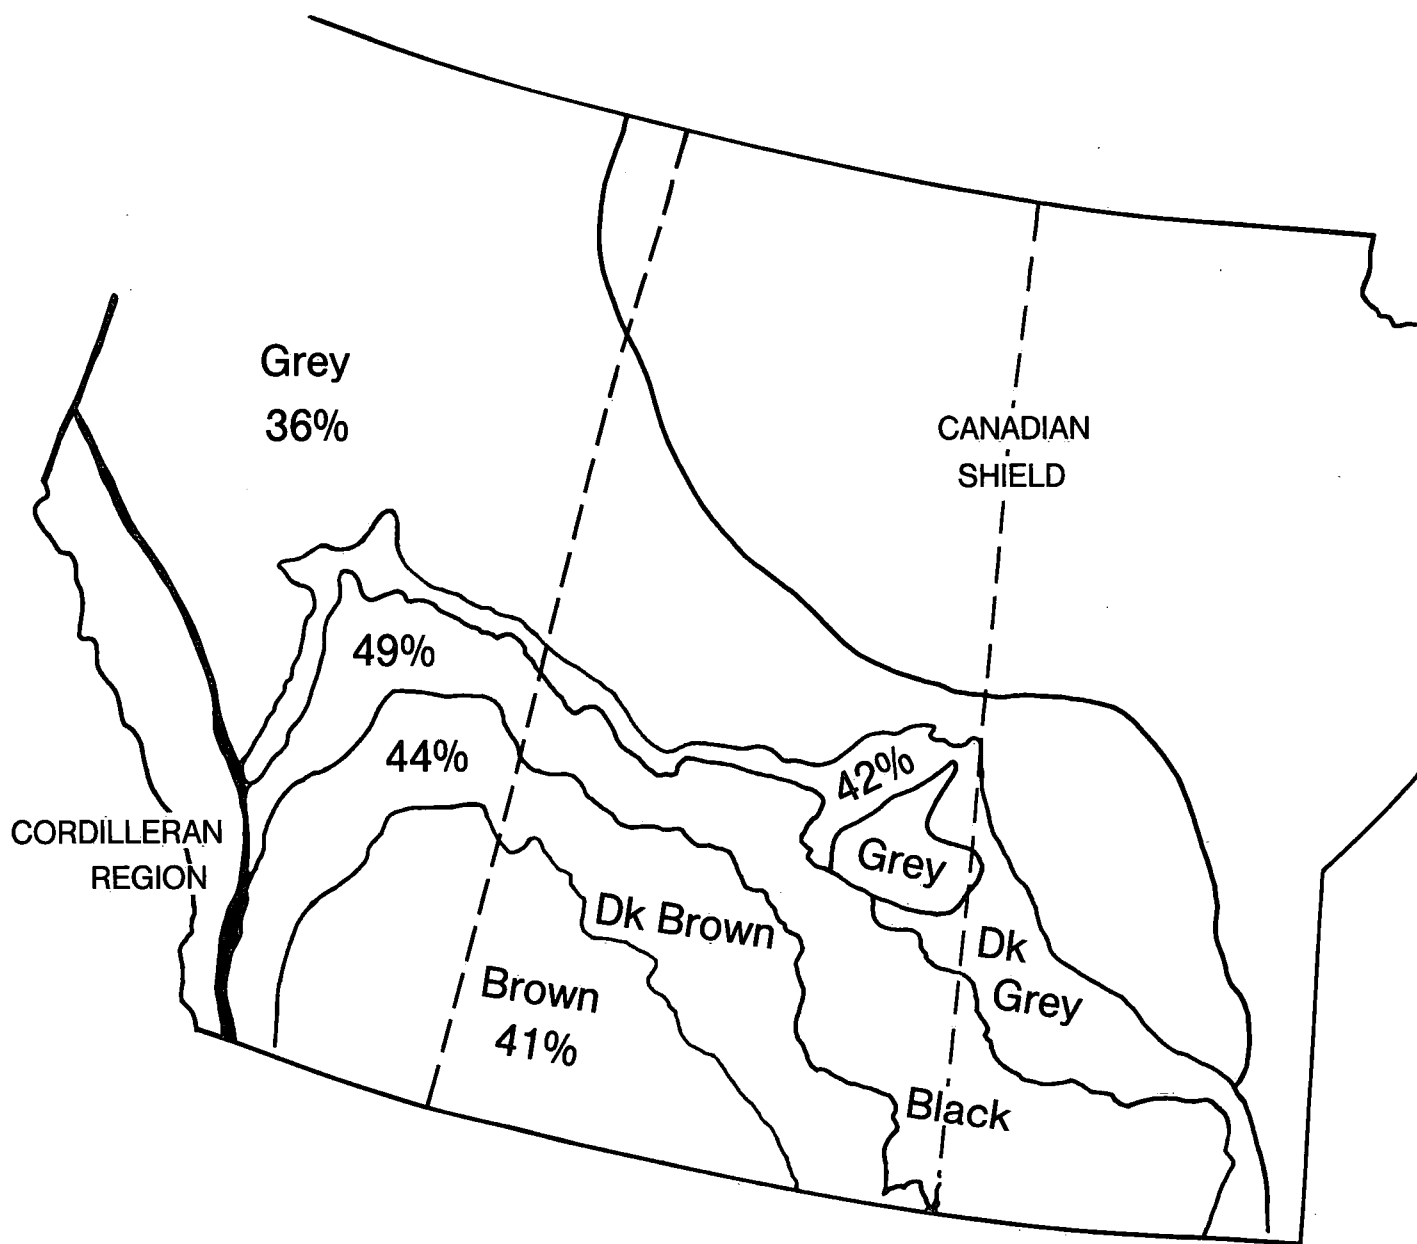 Grey
36%
CANADIAN
SHIELD
49%
44%
42%
Grey
CORDILLERAN
REGION
Dk Brown
Dk
Grey
Brown
41%
Black